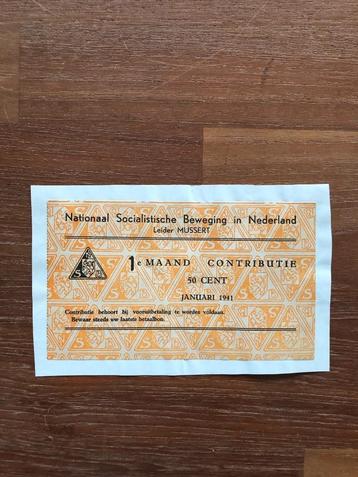 Nationaal Socialistische Beweging in Nederland
Leider MUSSERT
1e MAAND CONTRIBUTIE
50 CENT
JANUARI 1941
Contributie behoort bij vooruitbetaling te worden voldaan.
Bewaar steeds uw laatste betaalbon.